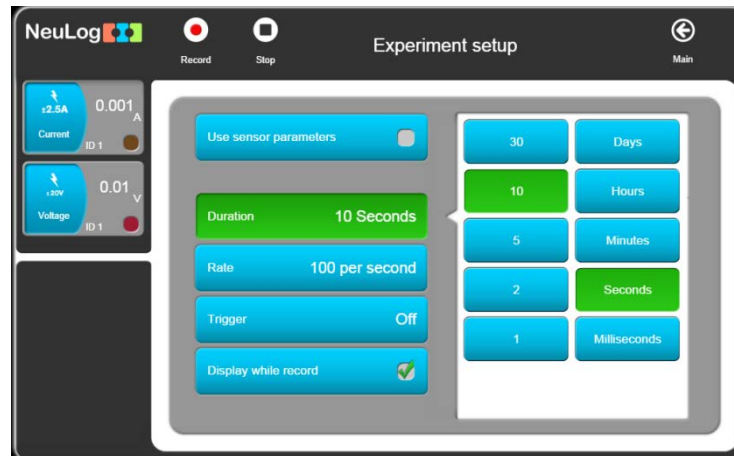 NeuLog
Record
Stop
Experiment setup
Main
±2.5A
0.001
A
Current
ID 1
±20V
0.01
V
Voltage
ID 1
Use sensor parameters
Duration 10 Seconds
Rate 100 per second
Trigger Off
Display while record
30 Days
10 Hours
5 Minutes
2 Seconds
1 Milliseconds